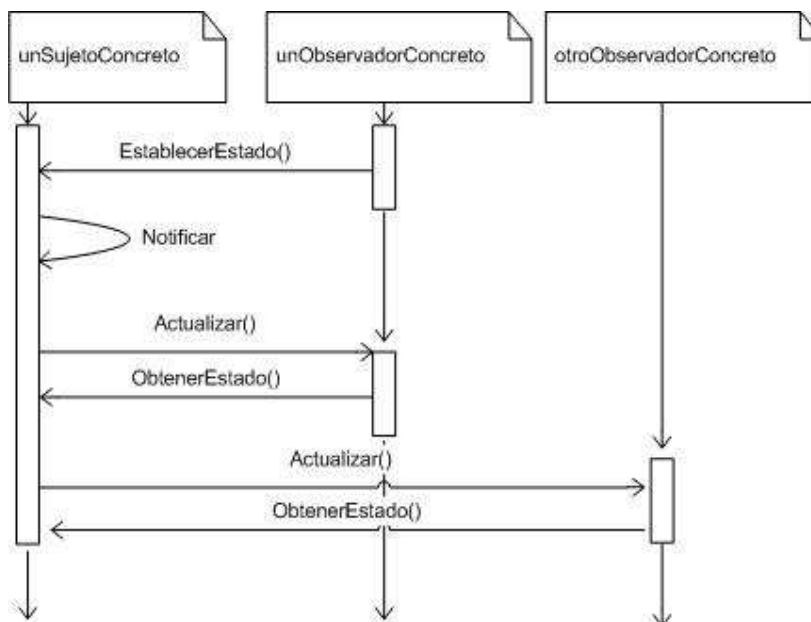 unSujetoConcreto
unObservadorConcreto
otroObservadorConcreto
EstablecerEstado()
Notificar
Actualizar()
ObtenerEstado()
Actualizar()
ObtenerEstado()